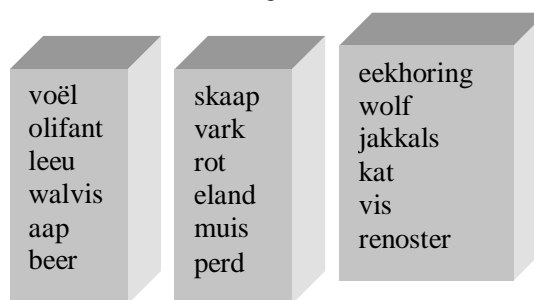 voël
olifant
leeu
walvis
aap
beer
skaap
vark
rot
eland
muis
perd
eekhoring
wolf
jakkals
kat
vis
renoster